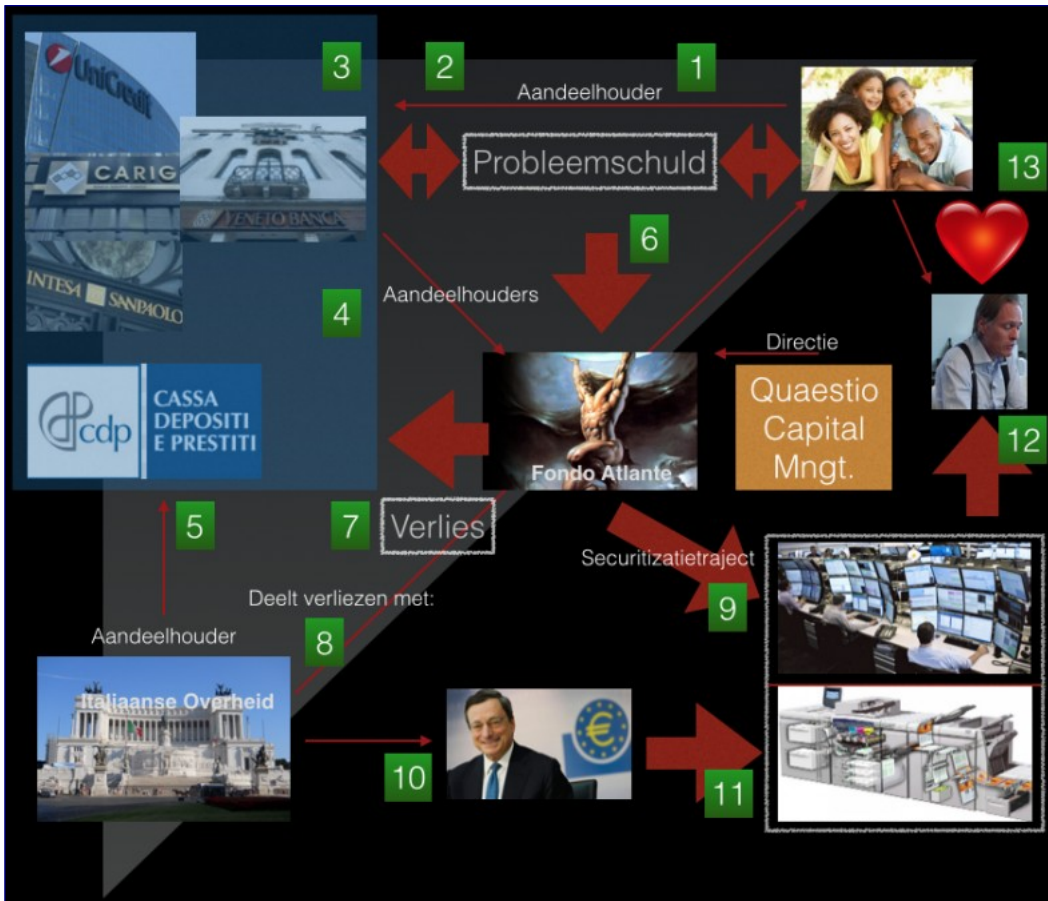 UniCredit
3
2
1
Aandeelhouder
CARIG
VENETO BANCA
Probleemschuld
13
INTESA SANPAOLO
6
4
Aandeelhouders
Directie
Quaestio
Capital
Mngt.
cdp
CASSA
DEPOSITI
E PRESTITI
Fondo Atlante
12
5
7
Verlies
Securitizatietraject
9
Deelt verliezen met:
8
Aandeelhouder
Italiaanse Overheid
10
11